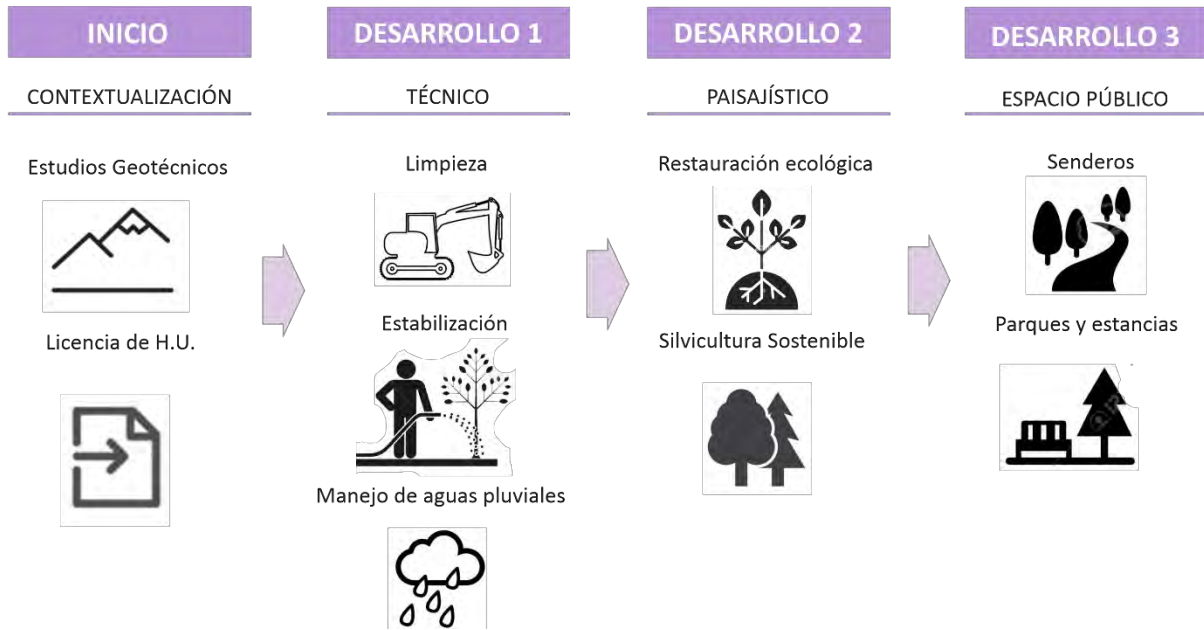 INICIO
CONTEXTUALIZACIÓN
Estudios Geotécnicos
Licencia de H.U.
DESARROLLO 1
TÉCNICO
Limpieza
Estabilización
Manejo de aguas pluviales
DESARROLLO 2
PAISAJÍSTICO
Restauración ecológica
Silvicultura Sostenible
DESARROLLO 3
ESPACIO PÚBLICO
Senderos
Parques y estancias